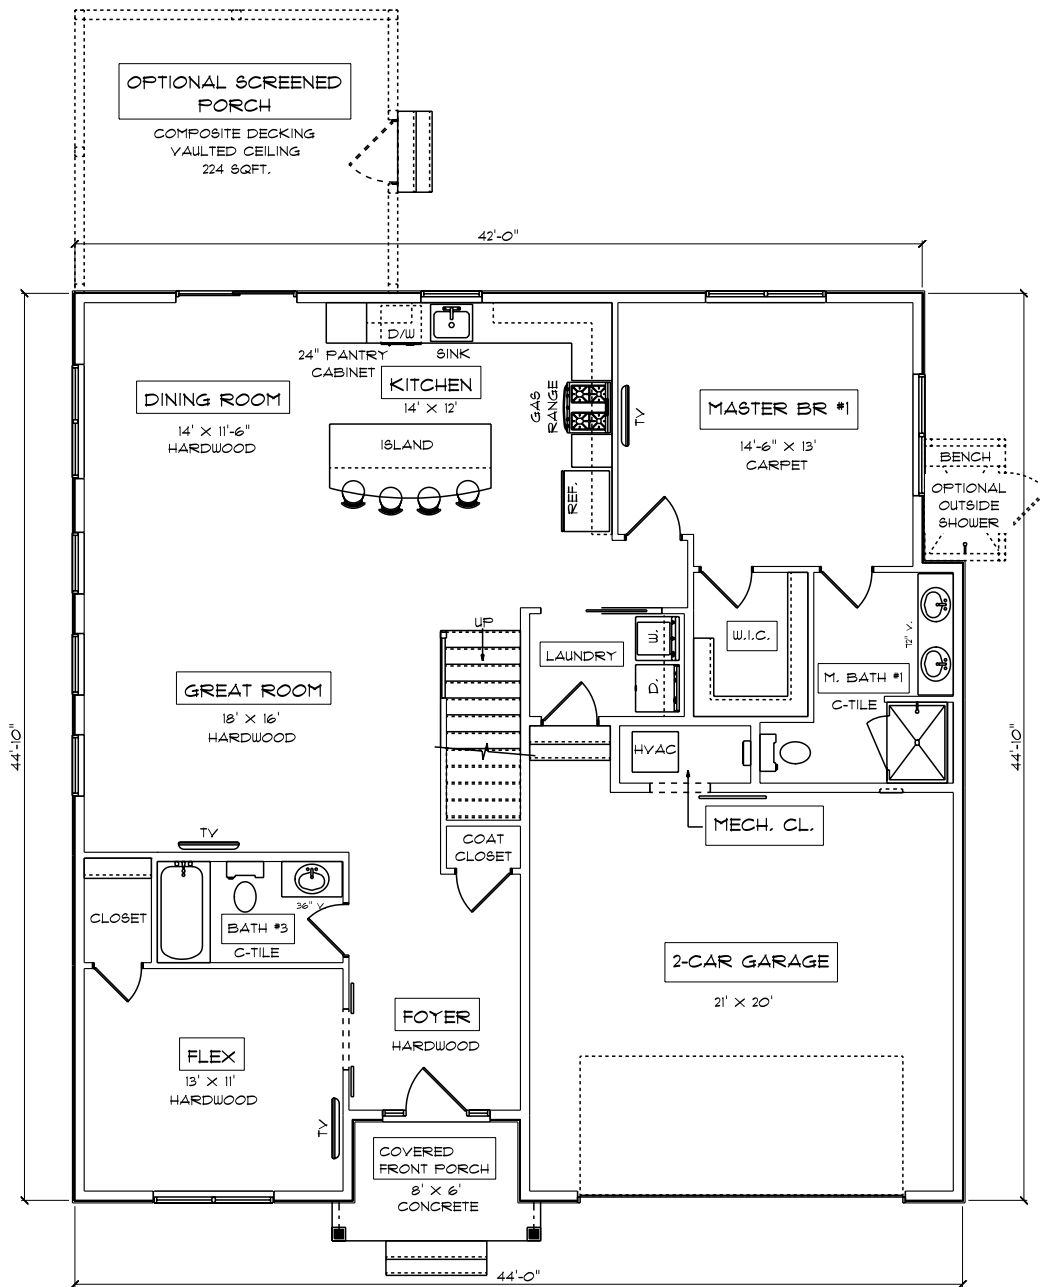 OPTIONAL SCREENED
PORCH
COMPOSITE DECKING
VAULTED CEILING
224 SQFT.
42'-0"
D/W
24" PANTRY
CABINET
SINK
KITCHEN
14' X 12'
GAS
RANGE
DINING ROOM
14' X 11'-6"
HARDWOOD
ISLAND
REF.
TV
MASTER BR #1
14'-6" X 13'
CARPET
BENCH
OPTIONAL
OUTSIDE
SHOWER
UP
LAUNDRY
W.
D.
W.I.C.
72" V.
M. BATH #1
C-TILE
GREAT ROOM
18' X 16'
HARDWOOD
44'-10"
44'-10"
HVAC
MECH. CL.
TV
COAT
CLOSET
CLOSET
36" V.
BATH #3
C-TILE
2-CAR GARAGE
21' X 20'
FOYER
HARDWOOD
FLEX
13' X 11'
HARDWOOD
TV
COVERED
FRONT PORCH
8' X 6'
CONCRETE
44'-0"